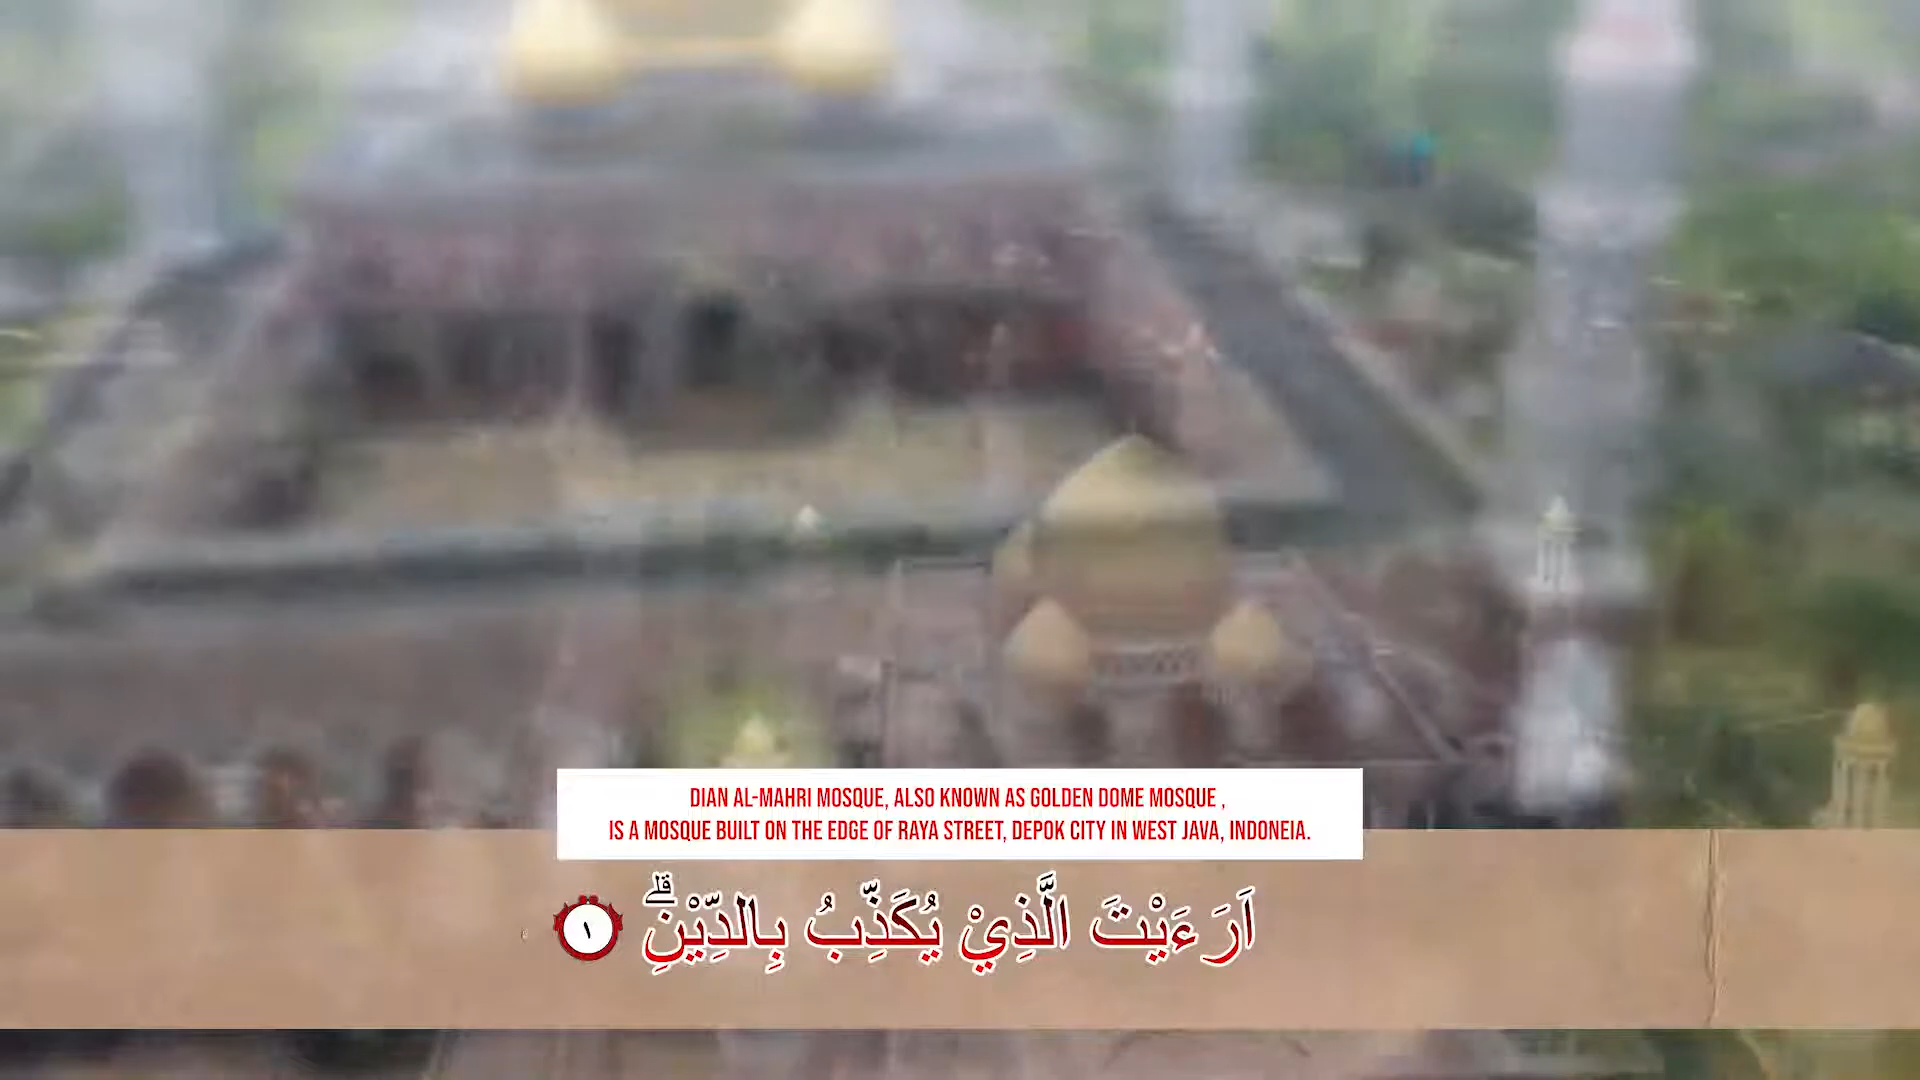 DIAN AL-MAHRI MOSQUE, ALSO KNOWN AS GOLDEN DOME MOSQUE ,
IS A MOSQUE BUILT ON THE EDGE OF RAYA STREET, DEPOK CITY IN WEST JAVA, INDONEIA.
اَرَءَيْتَ الَّذِيْ يُكَذِّبُ بِالدِّيْنِۗ ١